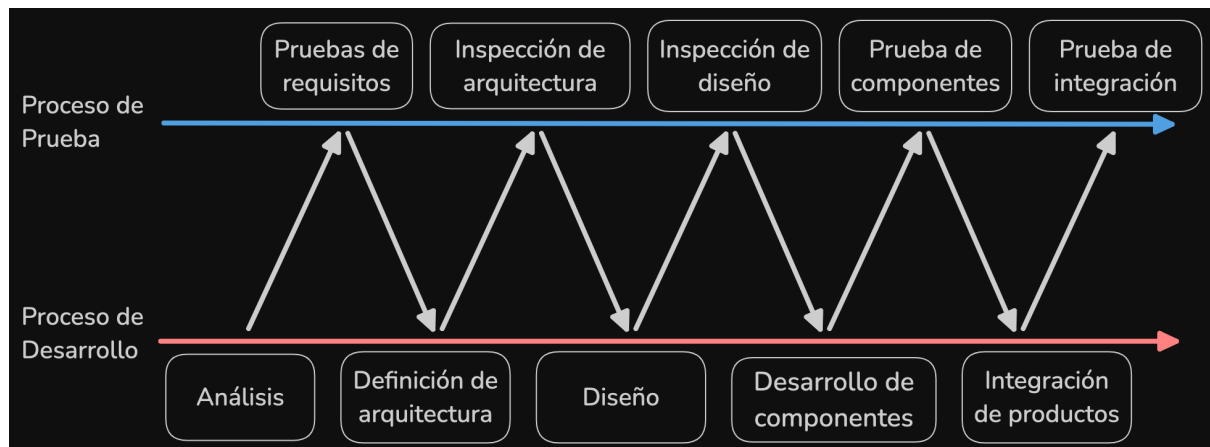 Pruebas de
requisitos
Inspección de
arquitectura
Inspección de
diseño
Prueba de
componentes
Prueba de
integración
Proceso de
Prueba
Proceso de
Desarrollo
Análisis
Definición de
arquitectura
Diseño
Desarrollo de
componentes
Integración
de productos